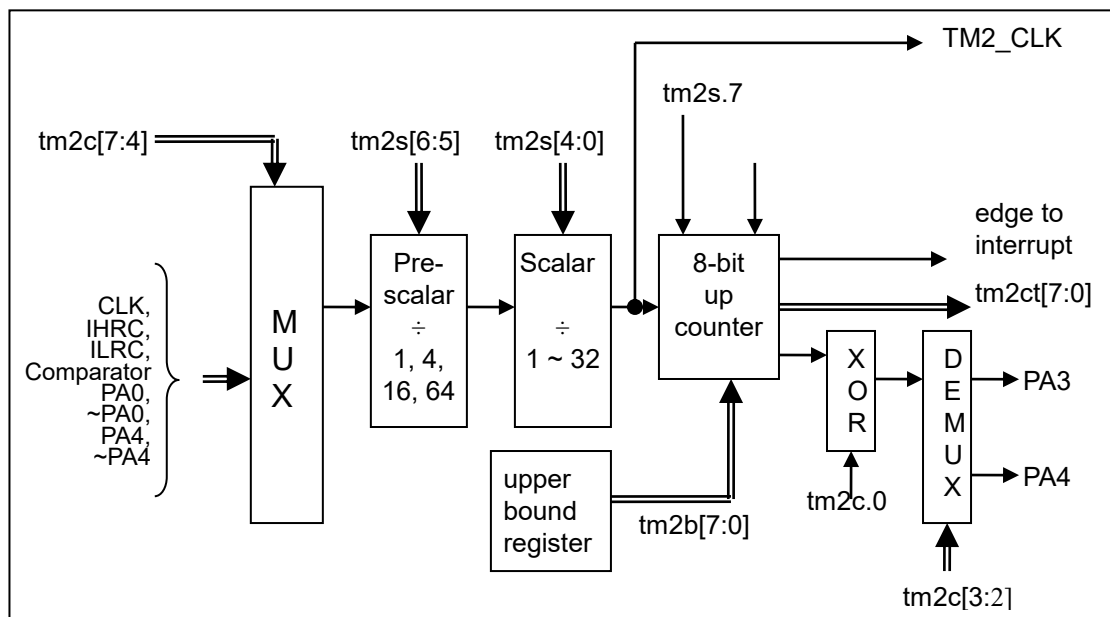 TM2_CLK
tm2s.7
tm2c[7:4]
tm2s[6:5]
tm2s[4:0]
edge to
interrupt
tm2ct[7:0]
CLK,
IHRC,
ILRC,
Comparator
PA0,
~PA0,
PA4,
~PA4
M
U
X
Pre-
scalar
÷
1, 4,
16, 64
Scalar
÷
1 ~ 32
8-bit
up
counter
X
O
R
D
E
M
U
X
PA3
PA4
upper
bound
register
tm2b[7:0]
tm2c.0
tm2c[3:2]